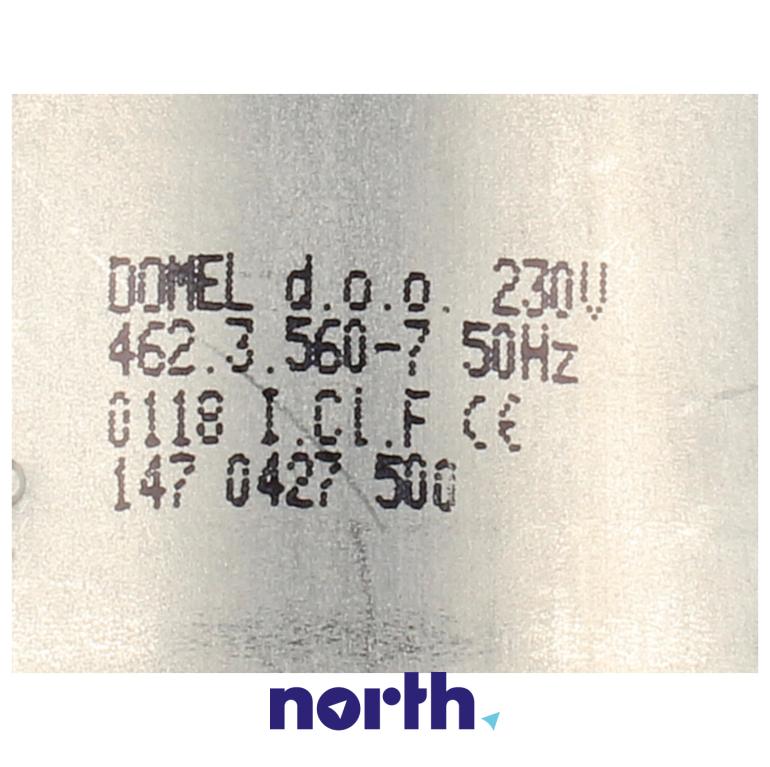 DOMEL d.o.o. 230V
462.3.560-7 50Hz
0118 I.Cl.F CE
147 0427 500
north